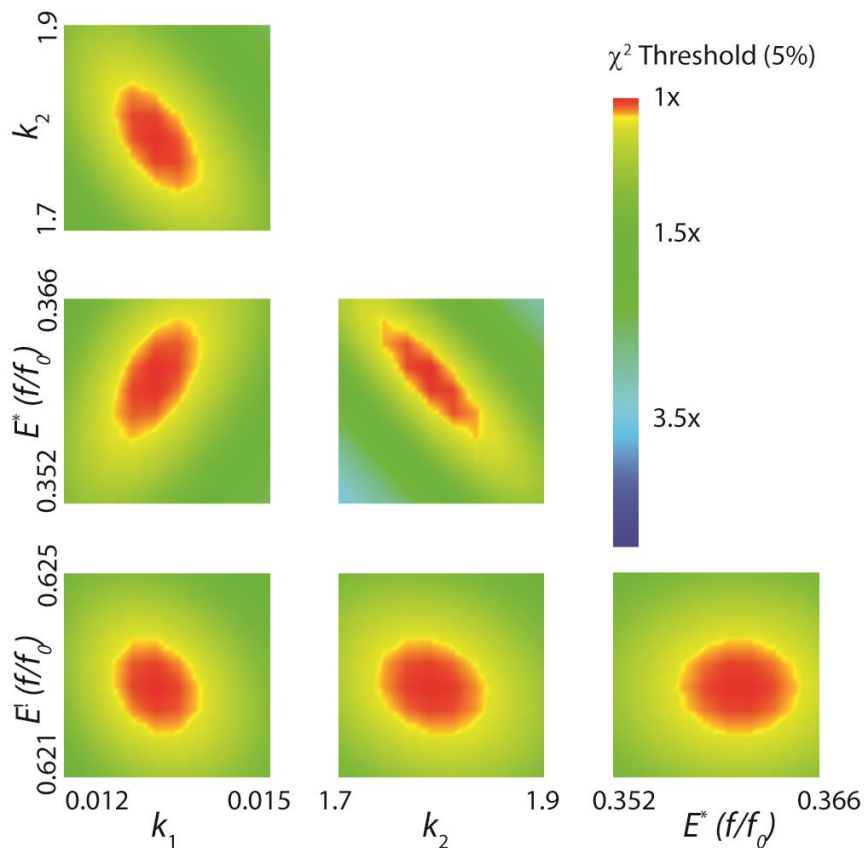 1.9
k2
1.7
χ² Threshold (5%)
1x
1.5x
3.5x
0.366
E* (f/f0)
0.352
0.625
E! (f/f0)
0.621
0.012
0.015
k1
1.7
1.9
k2
0.352
0.366
E* (f/f0)